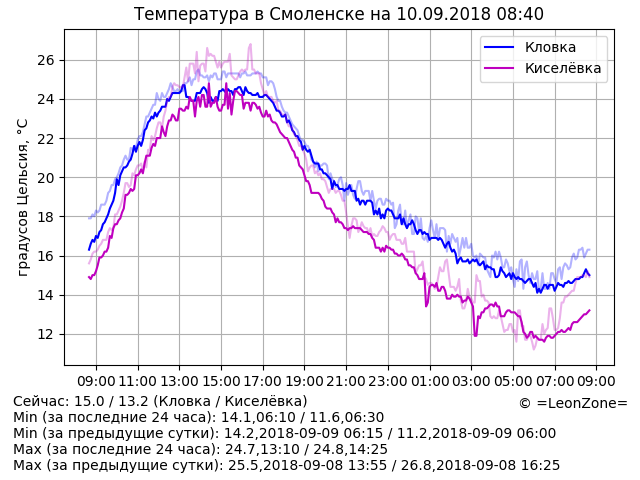 Температура в Смоленске на 10.09.2018 08:40
Кловка
Киселёвка
градусов Цельсия, °C
26
24
22
20
18
16
14
12
09:00 11:00 13:00 15:00 17:00 19:00 21:00 23:00 01:00 03:00 05:00 07:00 09:00
Сейчас: 15.0 / 13.2 (Кловка / Киселёвка)
© =LeonZone=
Min (за последние 24 часа): 14.1,06:10 / 11.6,06:30
Min (за предыдущие сутки): 14.2,2018-09-09 06:15 / 11.2,2018-09-09 06:00
Max (за последние 24 часа): 24.7,13:10 / 24.8,14:25
Max (за предыдущие сутки): 25.5,2018-09-08 13:55 / 26.8,2018-09-08 16:25